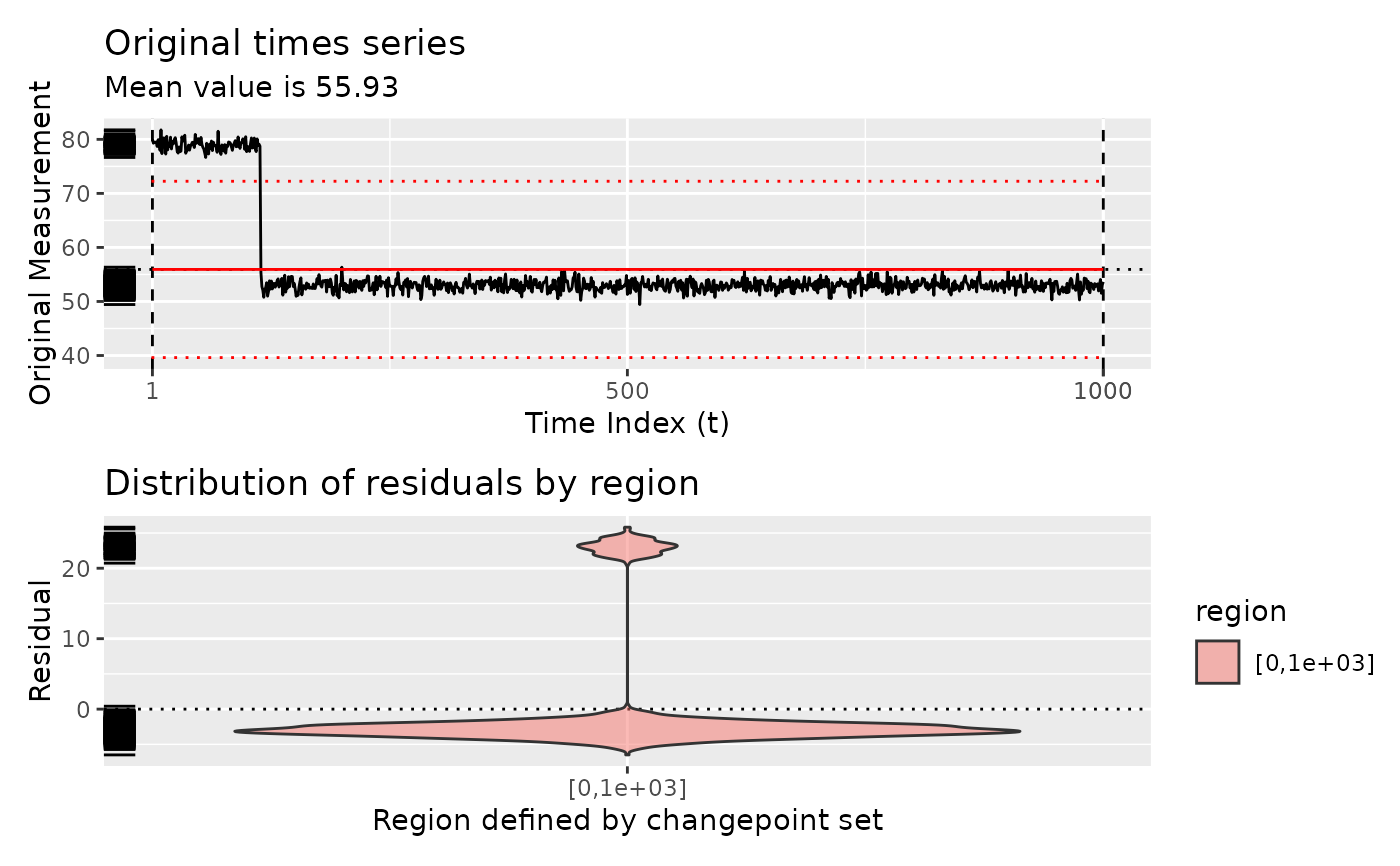 Original times series
Mean value is 55.93
Original Measurement
80
70
60
50
40
1
500
1000
Time Index (t)
Distribution of residuals by region
Residual
20
10
0
[0,1e+03]
Region defined by changepoint set
region
[0,1e+03]